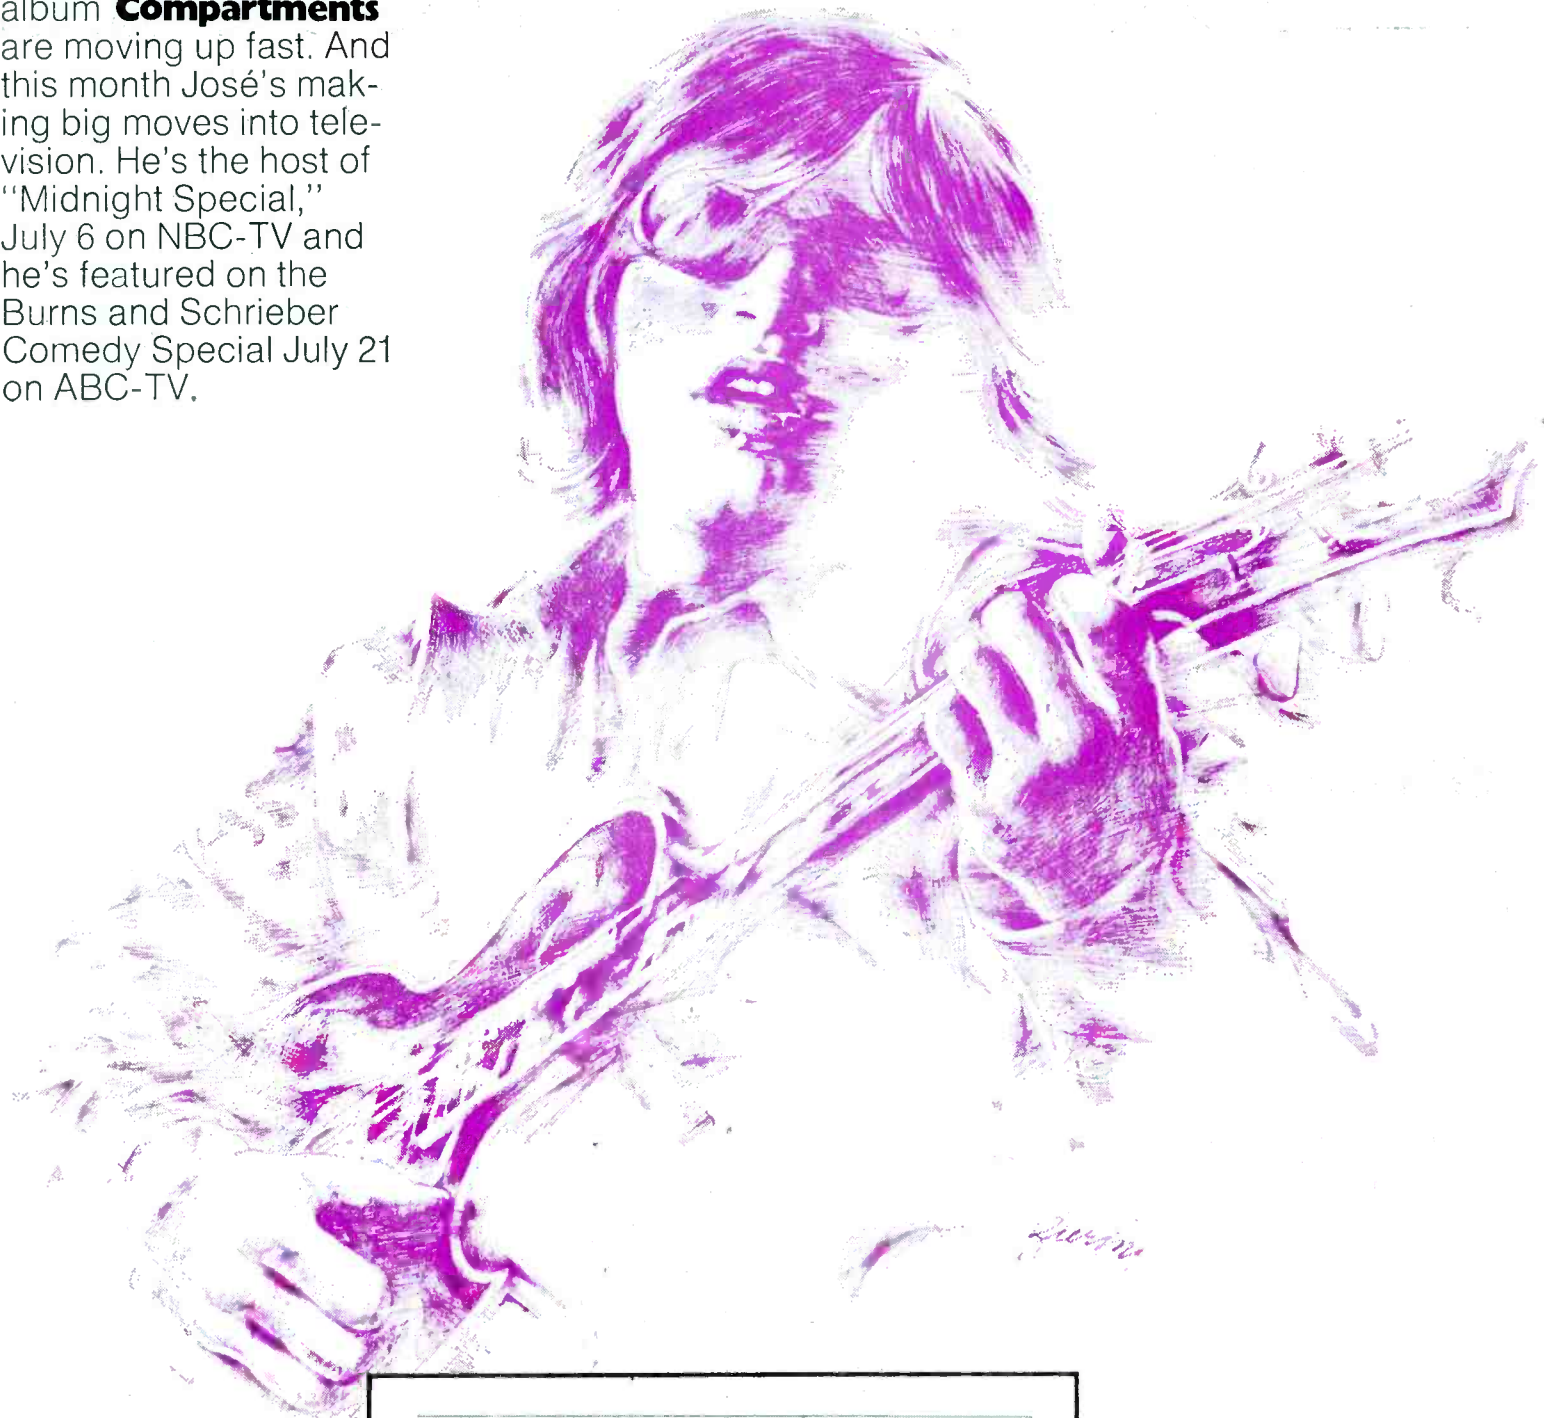 album Compartments
are moving up fast. And
this month José's mak-
ing big moves into tele-
vision. He's the host of
"Midnight Special,"
July 6 on NBC-TV and
he's featured on the
Burns and Schrieber
Comedy Special July 21
on ABC-TV.